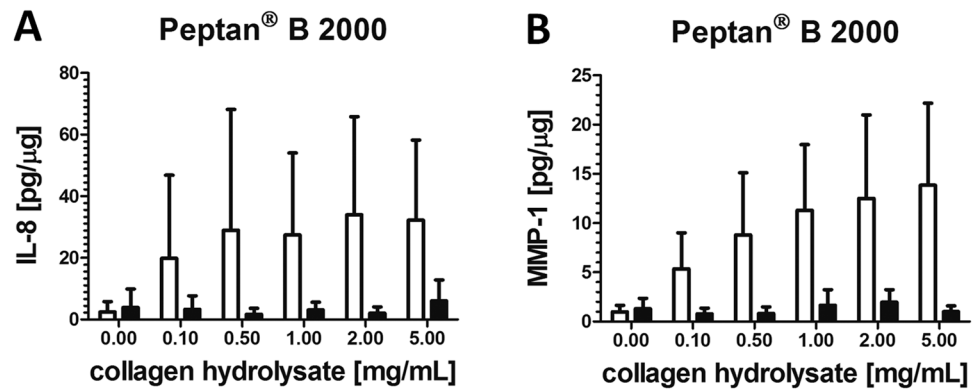 A
Peptan® B 2000
IL-8 [pg/µg]
80
60
40
20
0
0.00 0.10 0.50 1.00 2.00 5.00
collagen hydrolysate [mg/mL]
B
Peptan® B 2000
MMP-1 [pg/µg]
25
20
15
10
5
0
0.00 0.10 0.50 1.00 2.00 5.00
collagen hydrolysate [mg/mL]